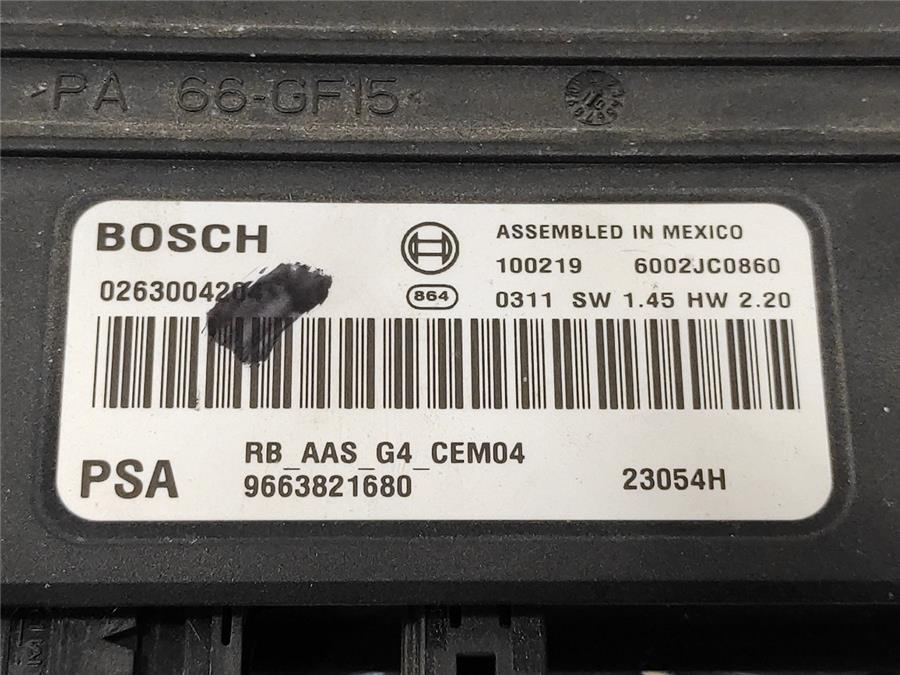 >PA 66-GF15<
BOSCH
ASSEMBLED IN MEXICO
100219 6002JC0860
864
0311 SW 1.45 HW 2.20
PSA
RB_AAS_G4_CEM04
9663821680
23054H